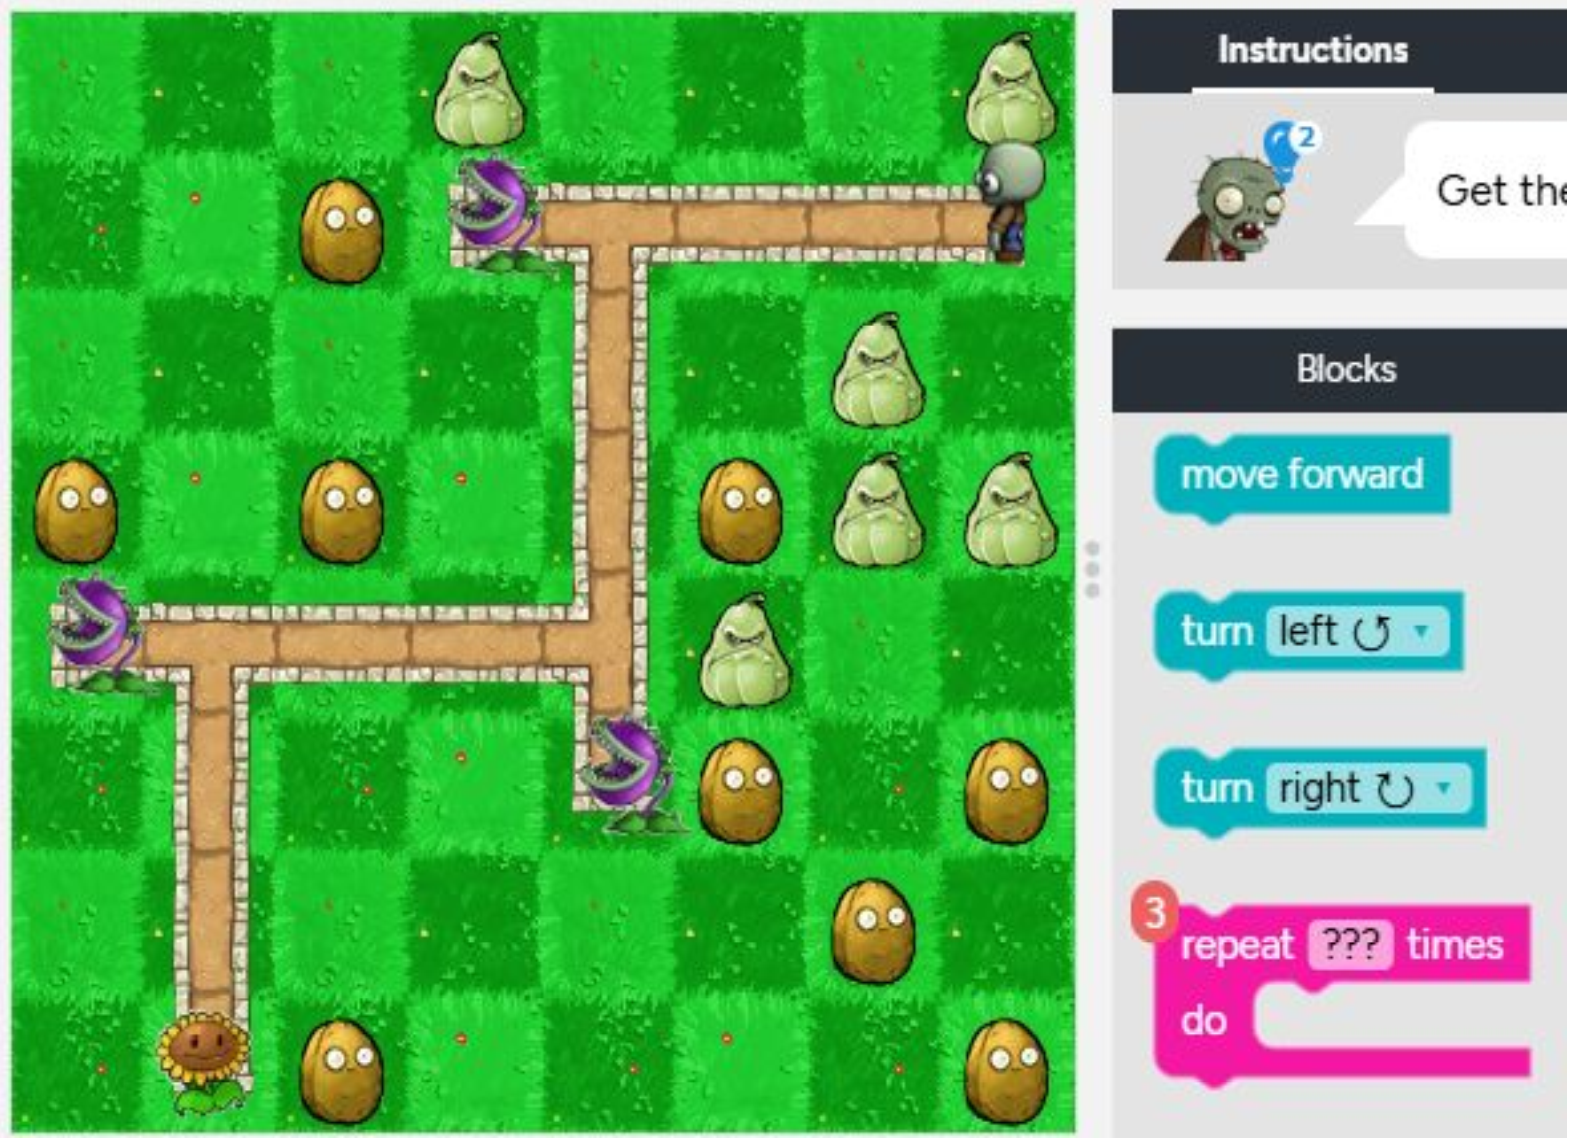 Instructions
2
Get the
Blocks
move forward
turn left ↺ ▾
turn right ↻ ▾
3
repeat ??? times
do